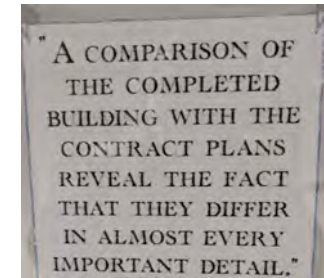 "A COMPARISON OF
THE COMPLETED
BUILDING WITH THE
CONTRACT PLANS
REVEAL THE FACT
THAT THEY DIFFER
IN ALMOST EVERY
IMPORTANT DETAIL."